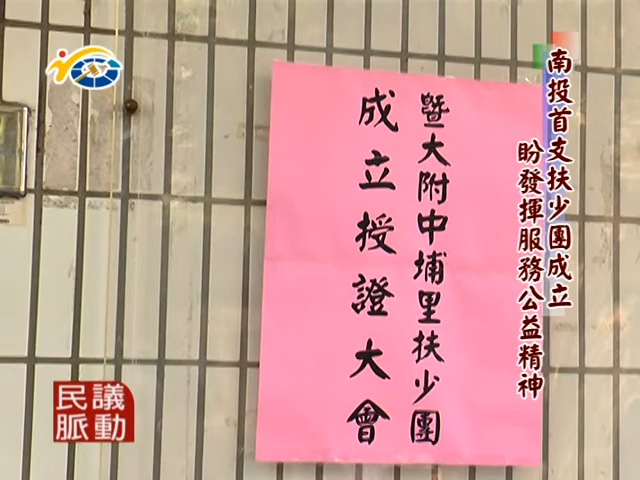 南投首支扶少團成立
盼發揮服務公益精神
暨大附中埔里扶少團
成立授證大會
民議
脈動